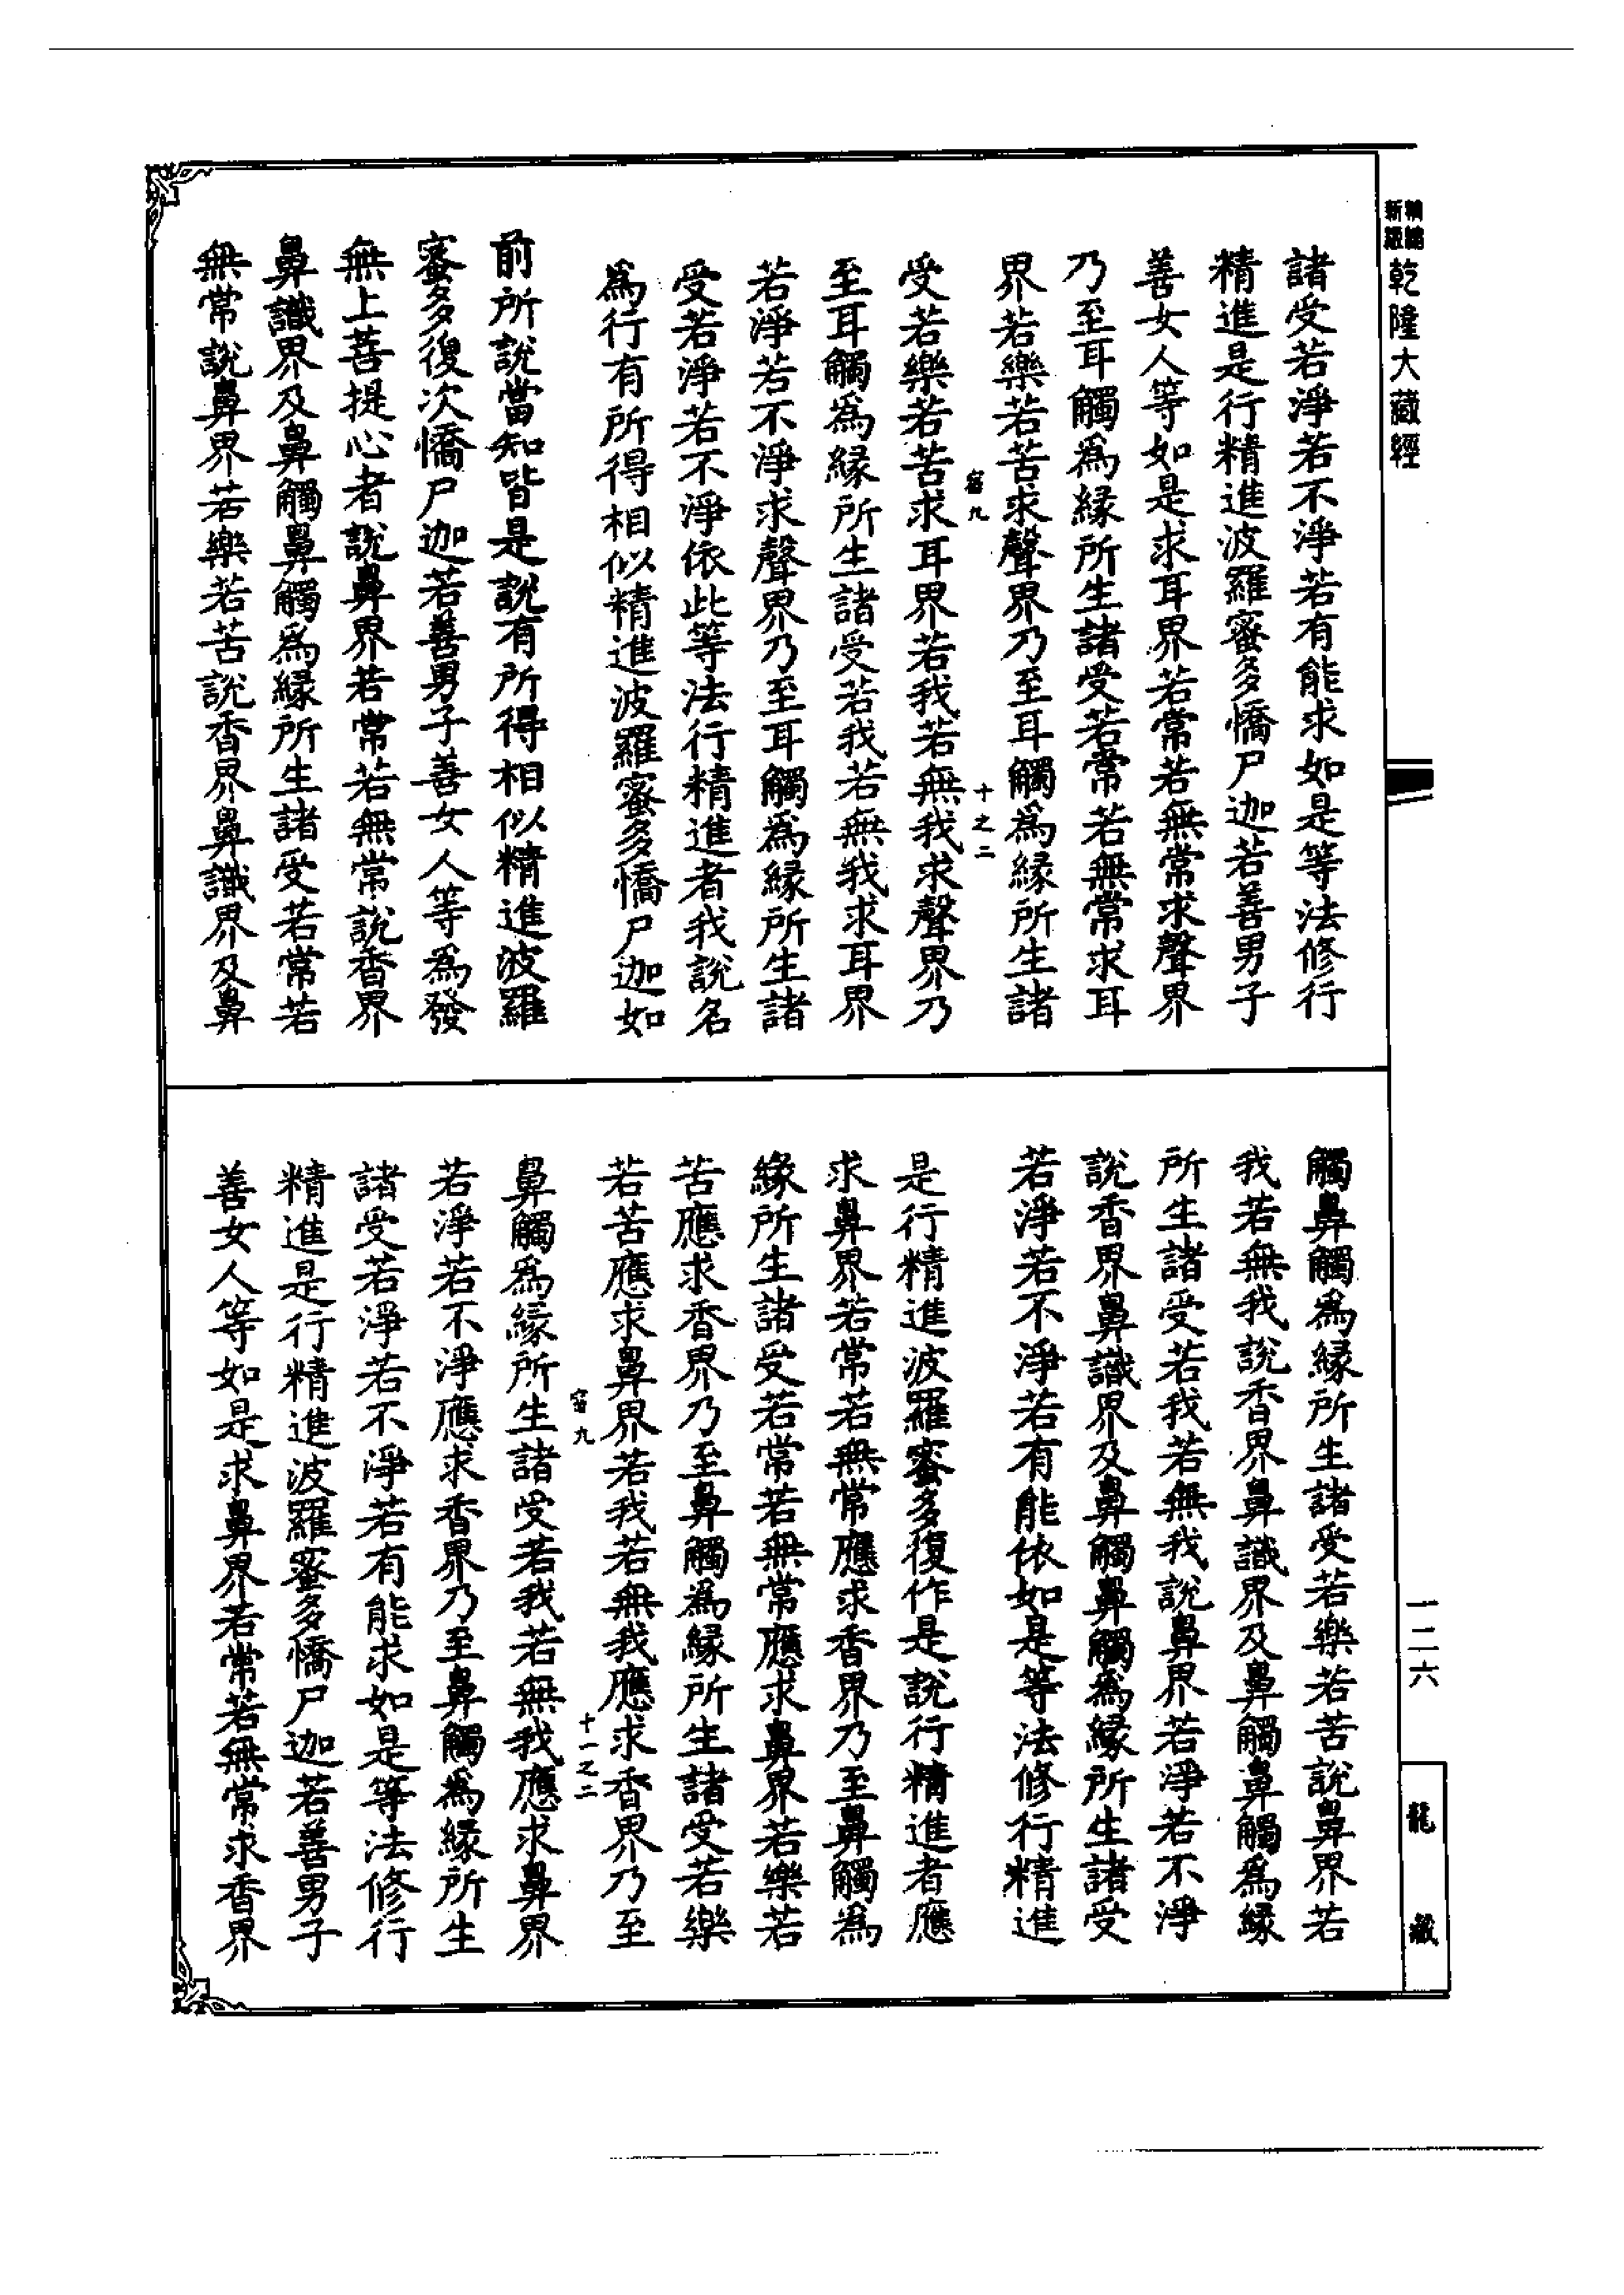 乾隆大藏經
諸受若淨若不淨若有能求如是等法修行
精進是行精進波羅蜜多憍尸迦若善男子
善女人等如是求耳界若常若無常求聲界
乃至耳觸為緣所生諸受若常若無常求耳
界若樂若苦求聲界乃至耳觸為緣所生諸
受若樂若苦求耳界若我若無我求聲界乃
至耳觸為緣所生諸受若我若無我求耳界
若淨若不淨求聲界乃至耳觸為緣所生諸
受若淨若不淨依此等法行精進者我說名
為行有所得相似精進波羅蜜多憍尸迦如
前所說當知皆是說有所得相似精進波羅
蜜多復次憍尸迦若善男子善女人等為發
無上菩提心者說鼻界若常若無常說香界
鼻識界及鼻觸鼻觸為緣所生諸受若常若
無常說鼻界若樂若苦說香界鼻識界及鼻
九
十之二
觸鼻觸為緣所生諸受若樂若苦說鼻界若
我若無我說香界鼻識界及鼻觸鼻觸為緣
所生諸受若我若無我說鼻界若淨若不淨
說香界鼻識界及鼻觸鼻觸為緣所生諸受
若淨若不淨若有能依如是等法修行精進
是行精進波羅蜜多復作是說行精進者應
求鼻界若常若無常應求香界乃至鼻觸為
緣所生諸受若常若無常應求鼻界若樂若
苦應求香界乃至鼻觸為緣所生諸受若樂
若苦應求鼻界若我若無我應求香界乃至
鼻觸為緣所生諸受若我若無我應求鼻界
若淨若不淨應求香界乃至鼻觸為緣所生
諸受若淨若不淨若有能求如是等法修行
精進是行精進波羅蜜多憍尸迦若善男子
善女人等如是求鼻界若常若無常求香界
九
十一之二
一二六
龍藏